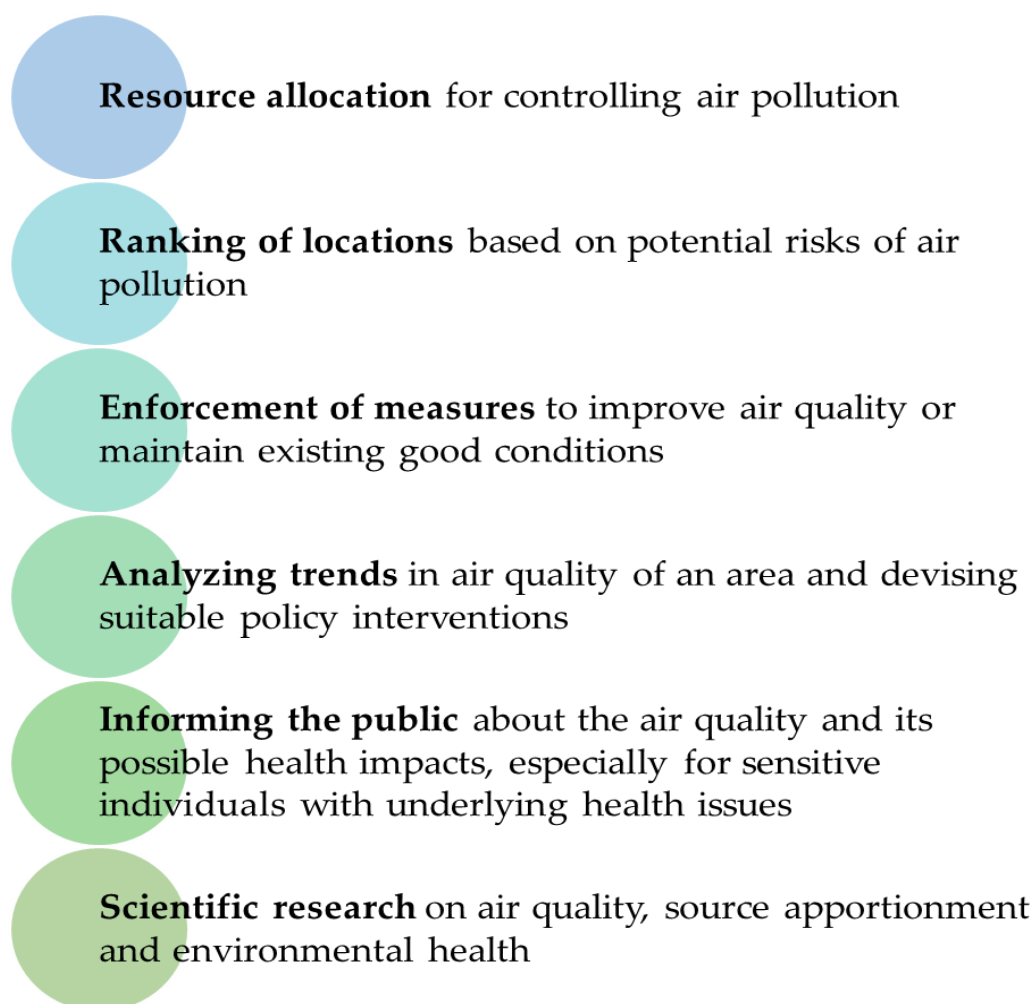 Resource allocation for controlling air pollution
Ranking of locations based on potential risks of air
pollution
Enforcement of measures to improve air quality or
maintain existing good conditions
Analyzing trends in air quality of an area and devising
suitable policy interventions
Informing the public about the air quality and its
possible health impacts, especially for sensitive
individuals with underlying health issues
Scientific research on air quality, source apportionment
and environmental health